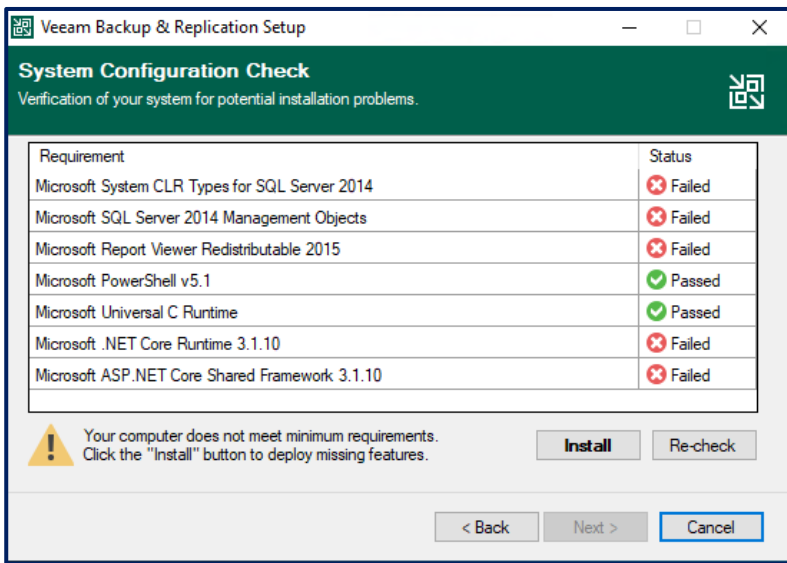 Veeam Backup & Replication Setup
System Configuration Check
Verification of your system for potential installation problems.
Requirement Status
Microsoft System CLR Types for SQL Server 2014 Failed
Microsoft SQL Server 2014 Management Objects Failed
Microsoft Report Viewer Redistributable 2015 Failed
Microsoft PowerShell v5.1 Passed
Microsoft Universal C Runtime Passed
Microsoft .NET Core Runtime 3.1.10 Failed
Microsoft ASP.NET Core Shared Framework 3.1.10 Failed
Your computer does not meet minimum requirements.
Click the "Install" button to deploy missing features.
Install Re-check
< Back Next > Cancel